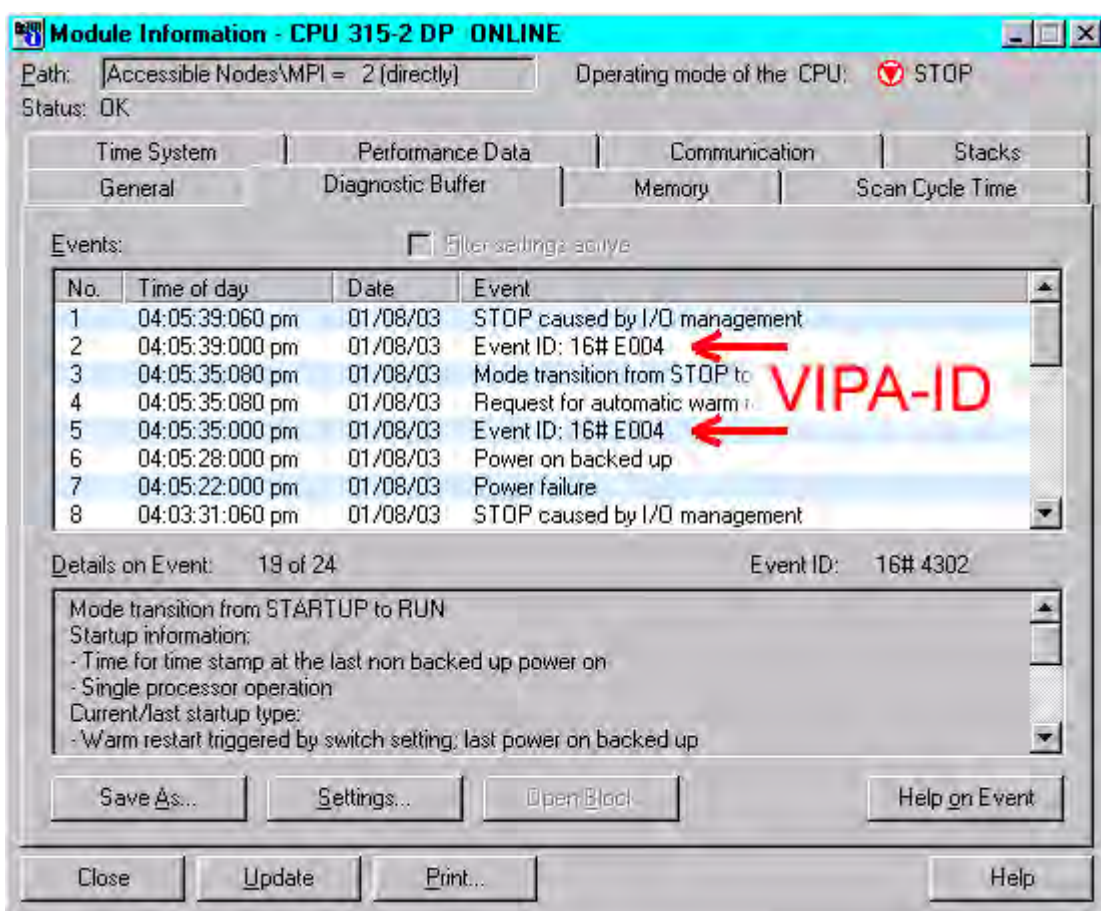 Module Information - CPU 315-2 DP ONLINE
Path: Accessible Nodes\MPI = 2 (directly) Operating mode of the CPU: STOP
Status: OK
Time System Performance Data Communication Stacks
General Diagnostic Buffer Memory Scan Cycle Time
Events: Filter settings active
No. Time of day Date Event
1 04:05:39:060 pm 01/08/03 STOP caused by I/O management
2 04:05:39:000 pm 01/08/03 Event ID: 16# E004
3 04:05:35:080 pm 01/08/03 Mode transition from STOP to
4 04:05:35:080 pm 01/08/03 Request for automatic warm
VIPA-ID
5 04:05:35:000 pm 01/08/03 Event ID: 16# E004
6 04:05:28:000 pm 01/08/03 Power on backed up
7 04:05:22:000 pm 01/08/03 Power failure
8 04:03:31:060 pm 01/08/03 STOP caused by I/O management
Details on Event: 19 of 24 Event ID: 16# 4302
Mode transition from STARTUP to RUN
Startup information:
- Time for time stamp at the last non backed up power on
- Single processor operation
Current/last startup type:
- Warm restart triggered by switch setting; last power on backed up
Save As... Settings... Open Block Help on Event
Close Update Print... Help